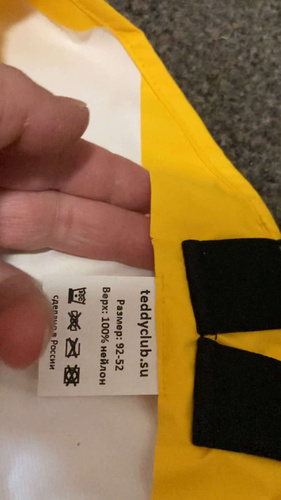 teddyclub.su
Размер: 92-52
Верх: 100% нейлон
сделано в России